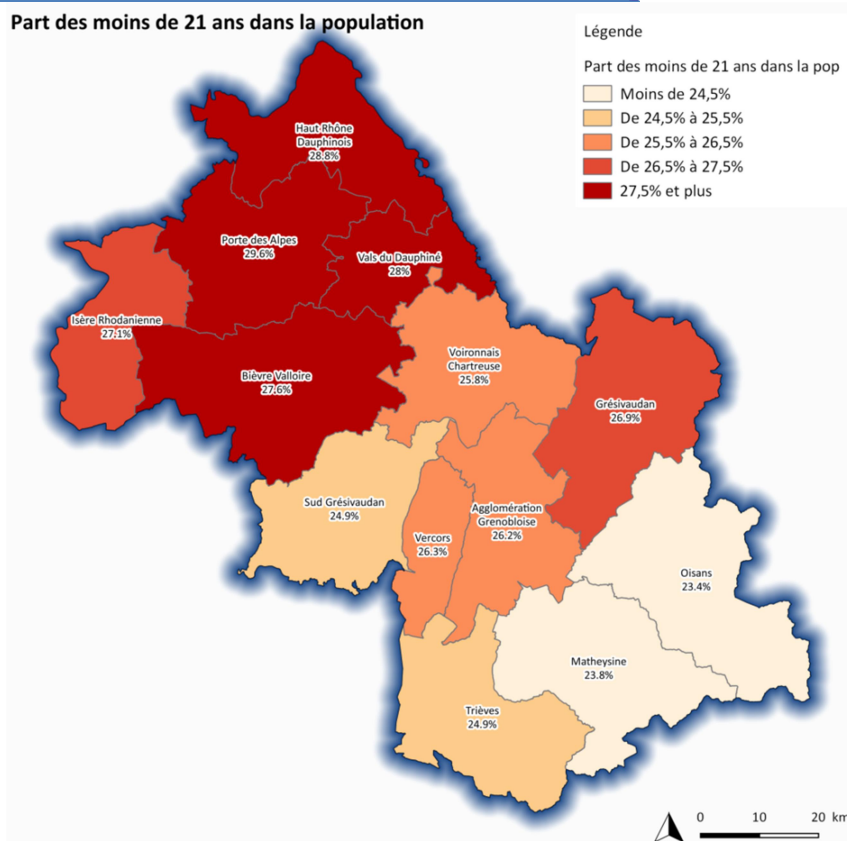 Part des moins de 21 ans dans la population
Légende
Part des moins de 21 ans dans la pop
Moins de 24,5%
De 24,5% à 25,5%
De 25,5% à 26,5%
De 26,5% à 27,5%
27,5% et plus
Haut Rhône
Dauphinois
28.8%
Porte des Alpes
29.6%
Vals du Dauphiné
28%
Isère Rhodanienne
27.1%
Bièvre Valloire
27.6%
Voironnais
Chartreuse
25.8%
Grésivaudan
26.9%
Sud Grésivaudan
24.9%
Vercors
26.3%
Agglomération
Grenobloise
26.2%
Oisans
23.4%
Matheysine
23.8%
Trièves
24.9%
0 10 20 km